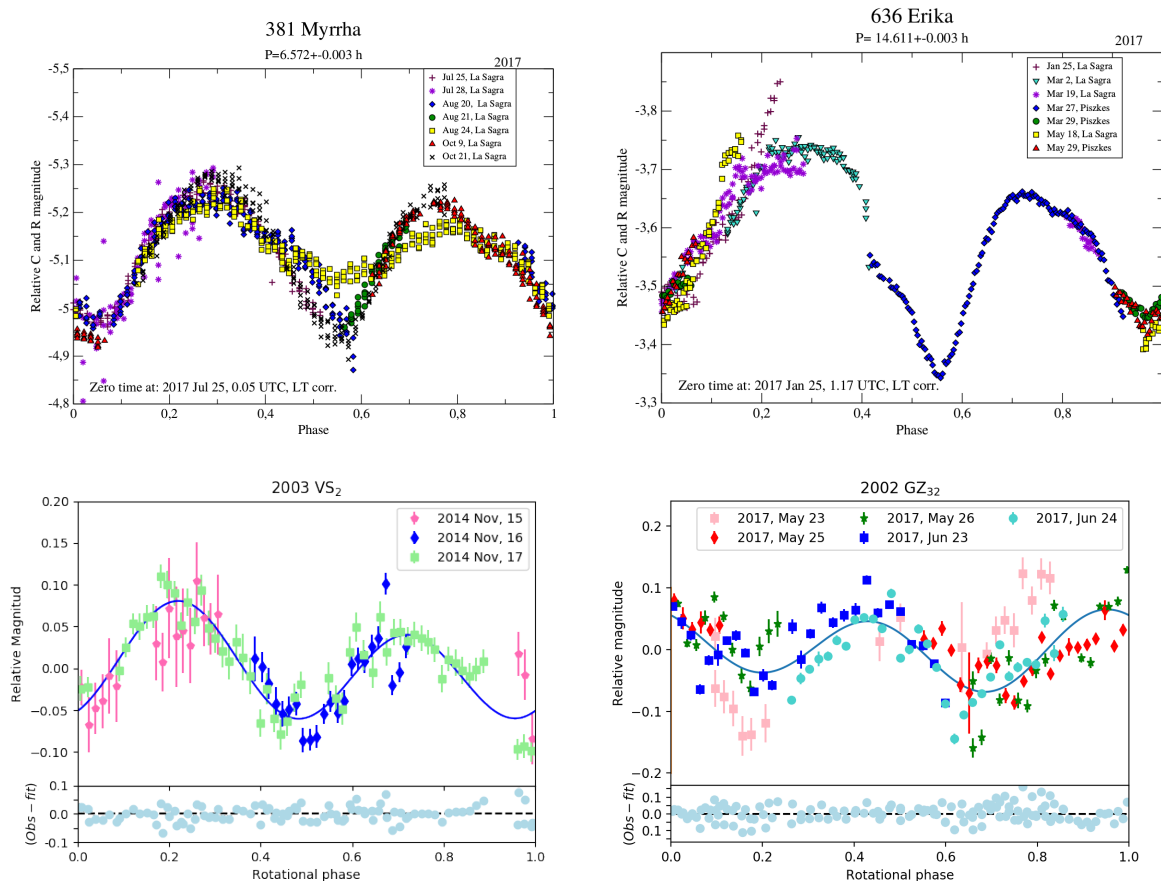 381 Myrrha
P=6.572+-0.003 h
2017
Jul 25, La Sagra
Jul 28, La Sagra
Aug 20, La Sagra
Aug 21, La Sagra
Aug 24, La Sagra
Oct 9, La Sagra
Oct 21, La Sagra
-5,5
-5,4
-5,3
-5,2
-5,1
-5
-4,9
-4,8
Relative C and R magnitude
Zero time at: 2017 Jul 25, 0.05 UTC, LT corr.
0 0,2 0,4 0,6 0,8 1
Phase
636 Erika
P= 14.611+-0.003 h
2017
Jan 25, La Sagra
Mar 2, La Sagra
Mar 19, La Sagra
Mar 27, Piszkes
Mar 29, Piszkes
May 18, La Sagra
May 29, Piszkes
-3,8
-3,7
-3,6
-3,5
-3,4
-3,3
Relative C and R magnitude
Zero time at: 2017 Jan 25, 1.17 UTC, LT corr.
0 0,2 0,4 0,6 0,8
Phase
2003 VS2
2014 Nov, 15
2014 Nov, 16
2014 Nov, 17
0.20
0.15
0.10
0.05
0.00
−0.05
−0.10
Relative Magnitud
0.1
0.0
-0.1
(Obs − fit)
0.0 0.2 0.4 0.6 0.8 1.0
Rotational phase
2002 GZ32
2017, May 23 2017, May 26 2017, Jun 24
2017, May 25 2017, Jun 23
0.2
0.1
0.0
−0.1
−0.2
Relative magnitude
0.1
0.0
0.1
(Obs − fit)
0.0 0.2 0.4 0.6 0.8 1.0
Rotational phase